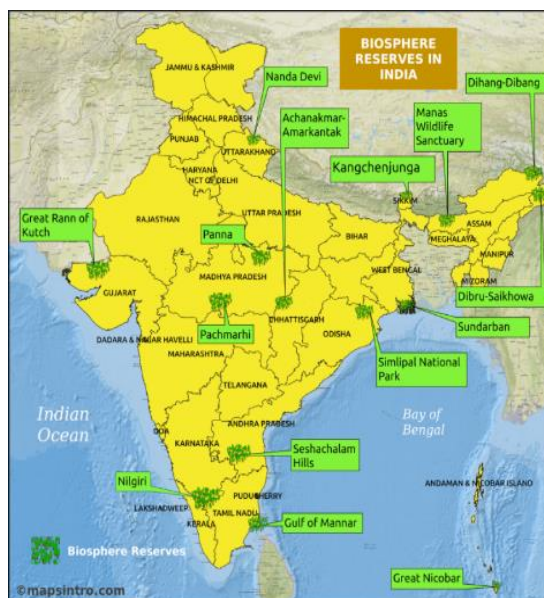 BIOSPHERE
RESERVES IN
INDIA
JAMMU & KASHMIR
Nanda Devi
Dihang-Dibang
HIMACHAL PRADESH
Achanakmar-
Amarkantak
Manas
Wildlife
Sanctuary
PUNJAB
UTTARAKHAND
Kangchenjunga
HARYANA
NCT OF DELHI
SIKKIM
Great Rann of
Kutch
RAJASTHAN
UTTAR PRADESH
ASSAM
Panna
BIHAR
MEGHALAYA
MANIPUR
MADHYA PRADESH
WEST BENGAL
MIZORAM
GUJARAT
Dibru-Saikhowa
CHHATTISGARH
Sundarban
Pachmarhi
ODISHA
DADARA & NAGAR HAVELLI
MAHARASHTRA
Simlipal National
Park
TELANGANA
Indian
Ocean
Bay of
Bengal
ANDHRA PRADESH
GOA
KARNATAKA
Seshachalam
Hills
ANDAMAN & NICOBAR ISLAND
Nilgiri
PUDUCHERRY
LAKSHADWEEP
TAMIL NADU
KERALA
Gulf of Mannar
Biosphere Reserves
Great Nicobar
©mapsintro.com